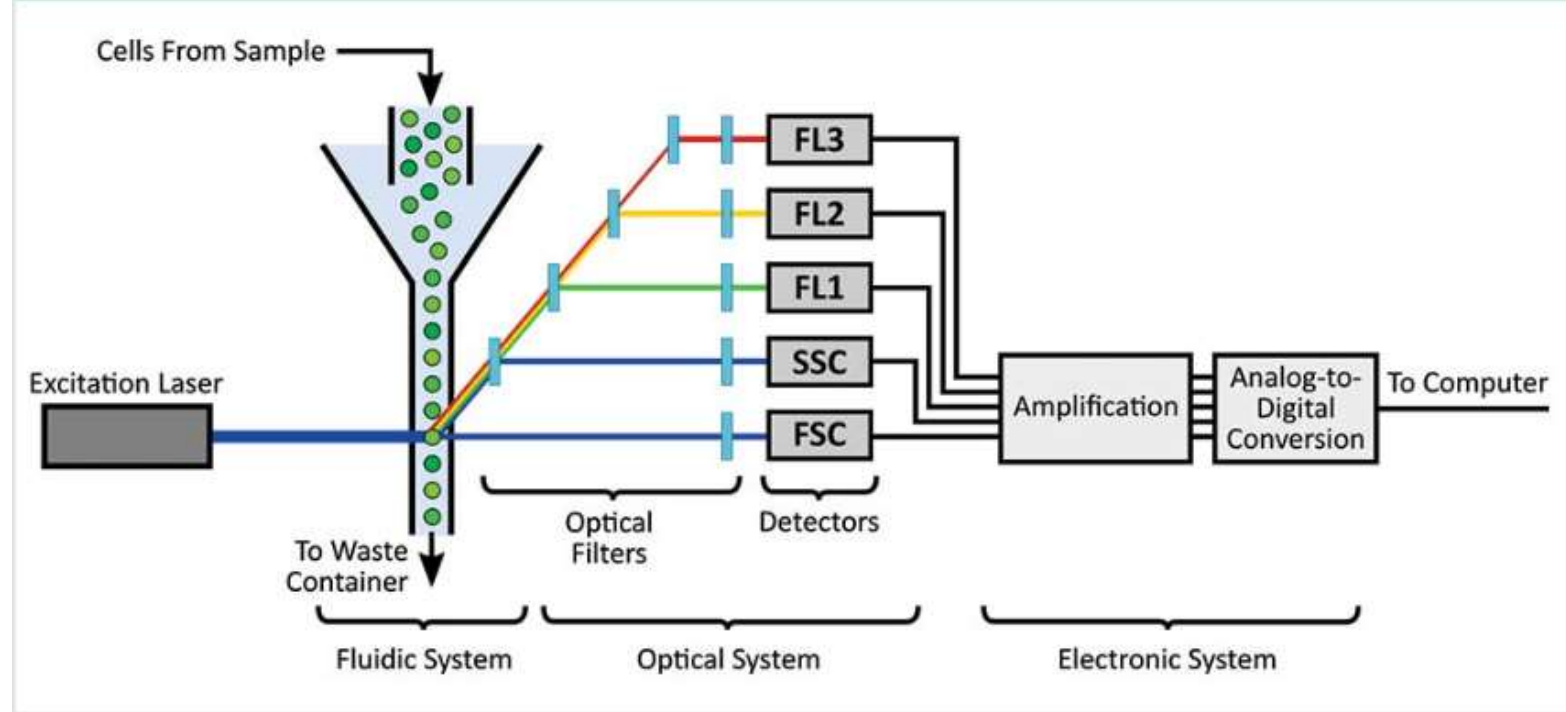 Cells From Sample
FL3
FL2
FL1
SSC
FSC
Excitation Laser
Amplification
Analog-to-
Digital
Conversion
To Computer
Optical
Filters
Detectors
To Waste
Container
Fluidic System
Optical System
Electronic System